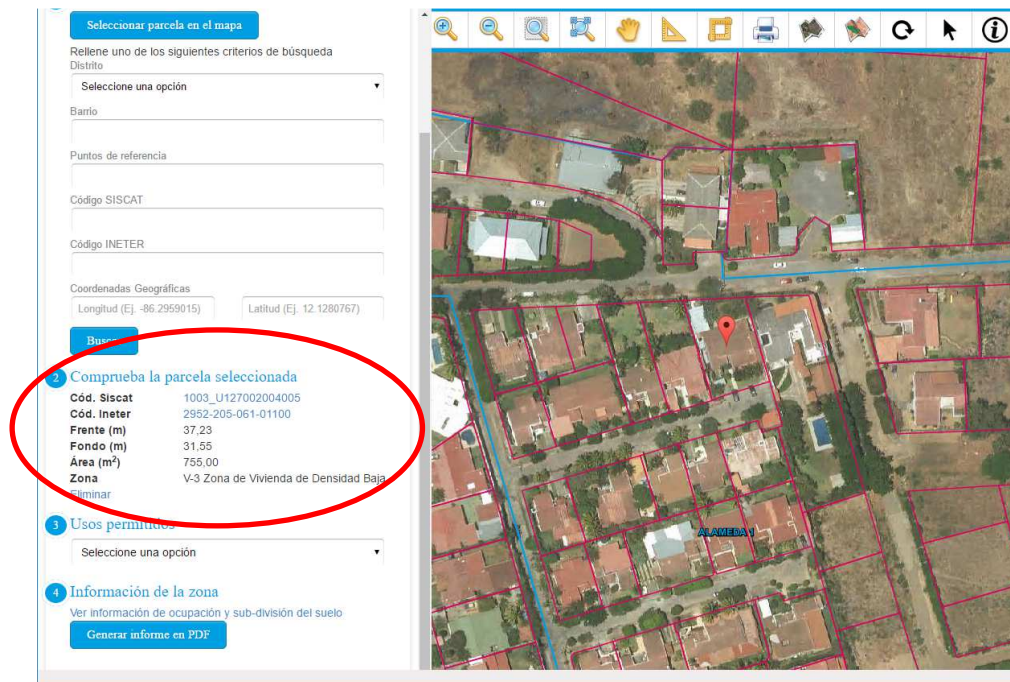 Seleccionar parcela en el mapa
Rellene uno de los siguientes criterios de búsqueda
Distrito
Seleccione una opción
Barrio
Puntos de referencia
Código SISCAT
Código INETER
Coordenadas Geográficas
Longitud (Ej. -86.2959015) Latitud (Ej. 12.1280767)
2 Comprueba la parcela seleccionada
Cód. Siscat 1003_U127002004005
Cód. Ineter 2952-205-061-01100
Frente (m) 37,23
Fondo (m) 31,55
Área (m²) 755,00
Zona V-3 Zona de Vivienda de Densidad Baja
Eliminar
3 Usos permitidos
Seleccione una opción
4 Información de la zona
Ver información de ocupación y sub-división del suelo
Generar informe en PDF
ALAMEDA 1